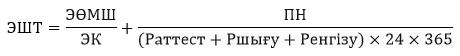 ЭШТ = ЭӨМШ/ЭК + ПН/((Раттест + Ршығу + Ренгізу) × 24 × 365)